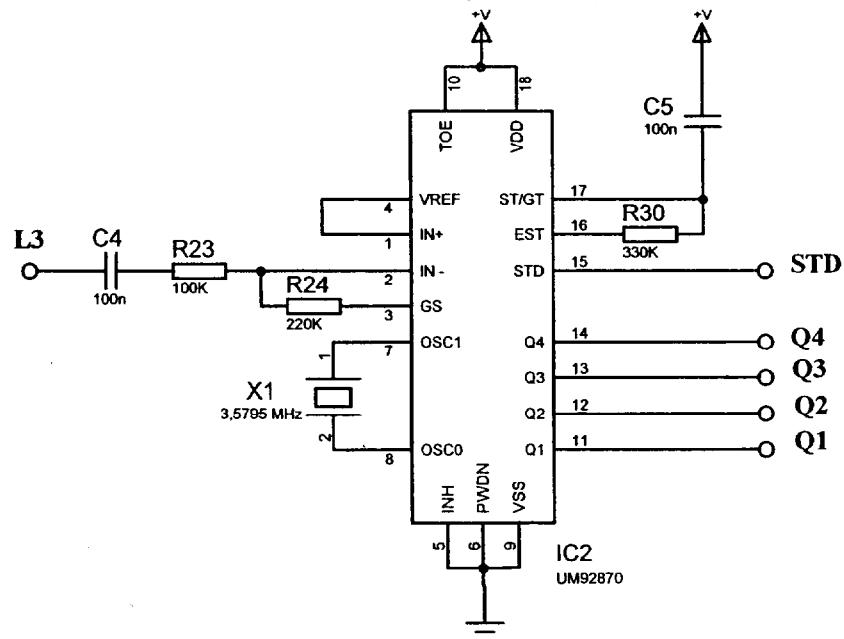 +V
+V
10
18
TOE
VDD
C5
100n
VREF
ST/GT
17
4
IN+
EST
16
R30
330K
1
L3
C4
100n
R23
100K
IN -
2
STD
15
STD
R24
220K
GS
3
OSC1
7
Q4
14
Q4
Q3
13
Q3
X1
3,5795 MHz
1
2
Q2
12
Q2
OSC0
8
Q1
11
Q1
INH
PWDN
VSS
5
6
9
IC2
UM92870